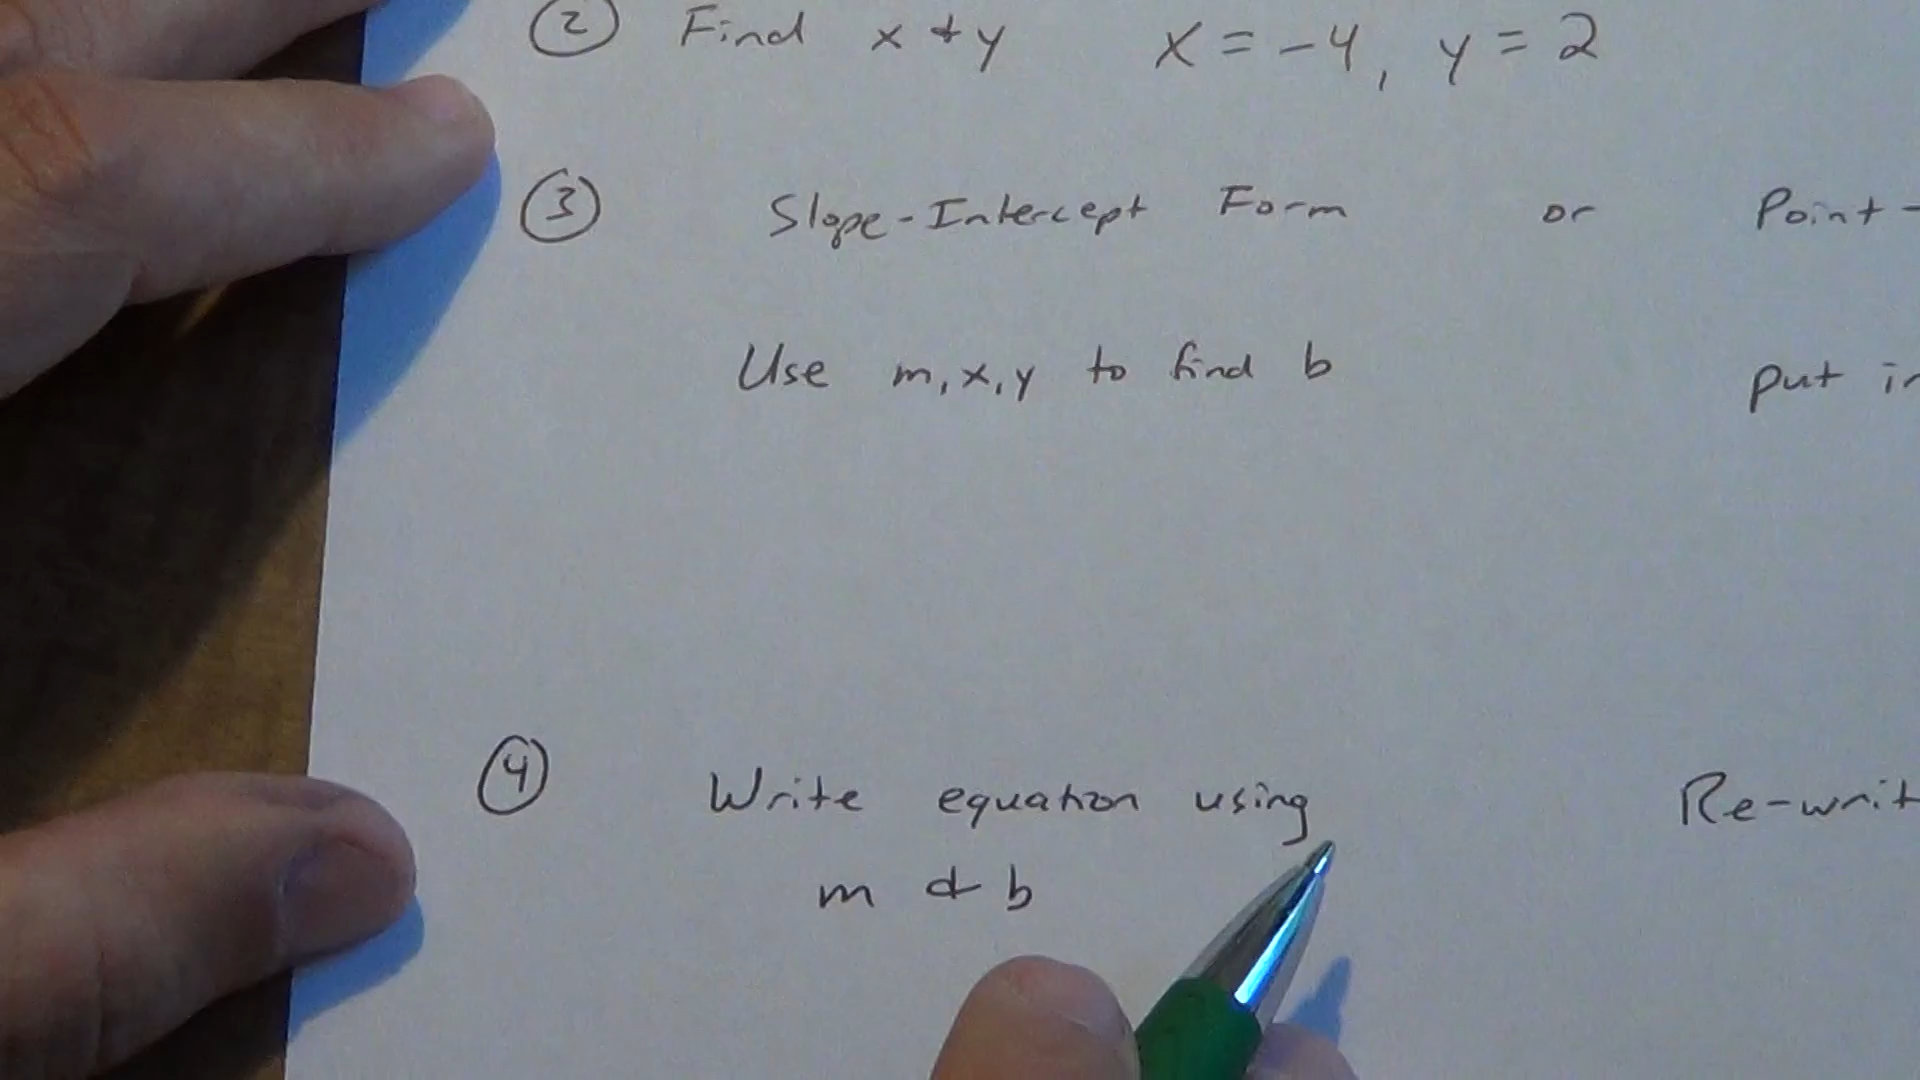 ② Find x + y x = -4, y = 2
③ Slope-Intercept Form or Point-
Use m, x, y to find b put in
④ Write equation using Re-writ
m & b